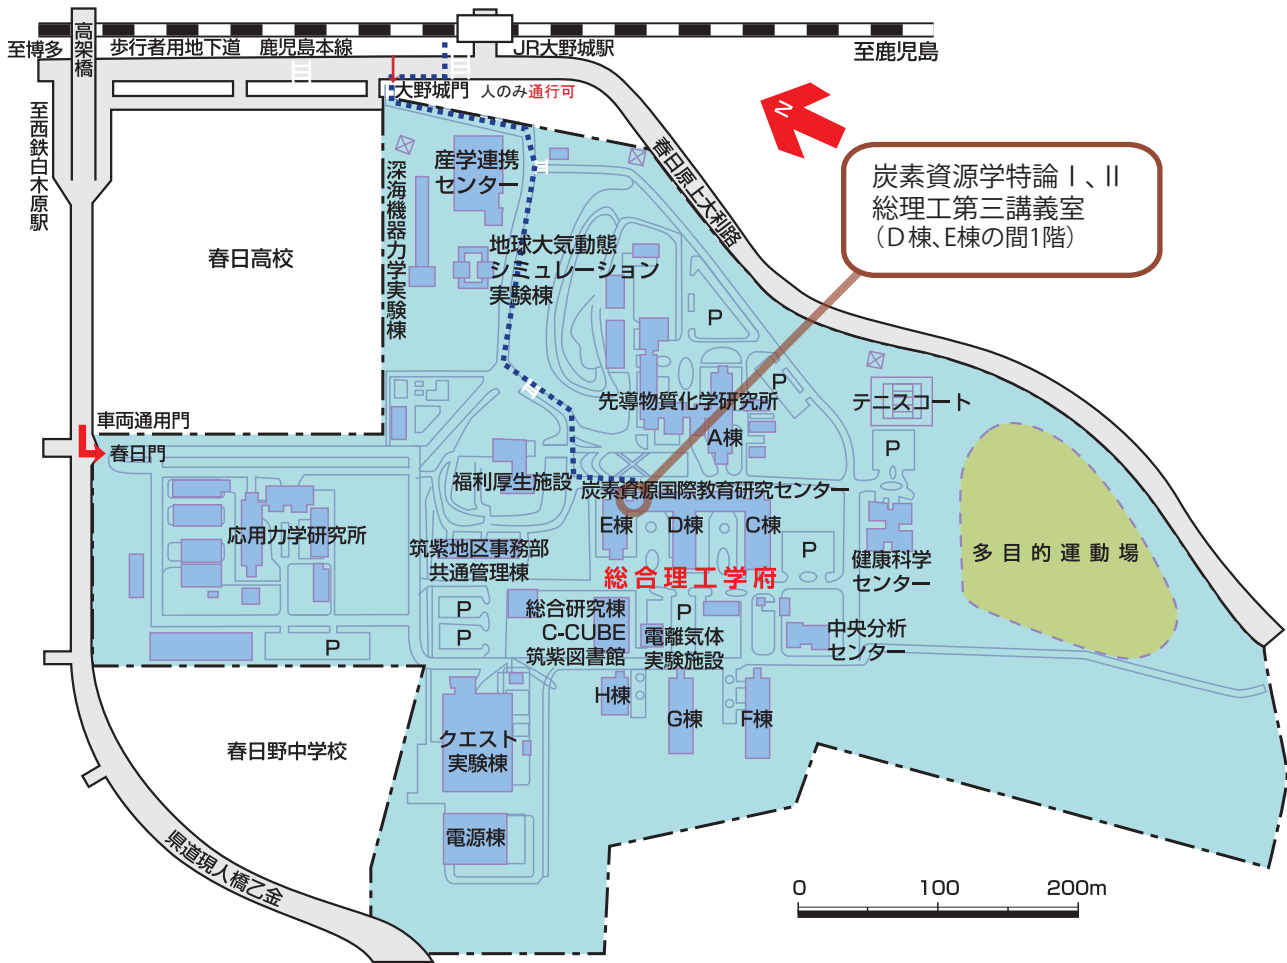 至博多
高架橋
歩行者用地下道
鹿児島本線
JR大野城駅
至鹿児島
至西鉄白木原駅
大野城門
人のみ通行可
N
春日原上大利路
炭素資源学特論Ⅰ、Ⅱ
総理工第三講義室
（D棟、E棟の間1階）
深海機器力学実験棟
産学連携
センター
春日高校
地球大気動態
シミュレーション
実験棟
P
P
先導物質化学研究所
A棟
テニスコート
P
車両通用門
春日門
福利厚生施設
炭素資源国際教育研究センター
E棟
D棟
C棟
P
応用力学研究所
筑紫地区事務部
共通管理棟
総合理工学府
健康科学
センター
多目的運動場
P
P
P
総合研究棟
C-CUBE
筑紫図書館
P
電離気体
実験施設
中央分析
センター
H棟
G棟
F棟
春日野中学校
クエスト
実験棟
電源棟
県道現人橋乙金
0
100
200m